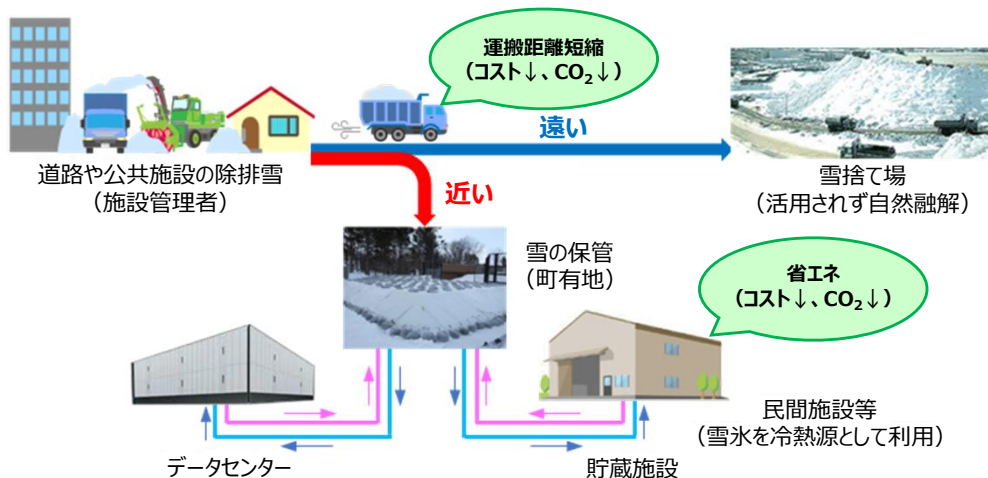 運搬距離短縮
（コスト↓、CO₂↓）
遠い
道路や公共施設の除排雪
（施設管理者）
近い
雪捨て場
（活用されず自然融解）
雪の保管
（町有地）
省エネ
（コスト↓、CO₂↓）
民間施設等
（雪氷を冷熱源として利用）
データセンター
貯蔵施設